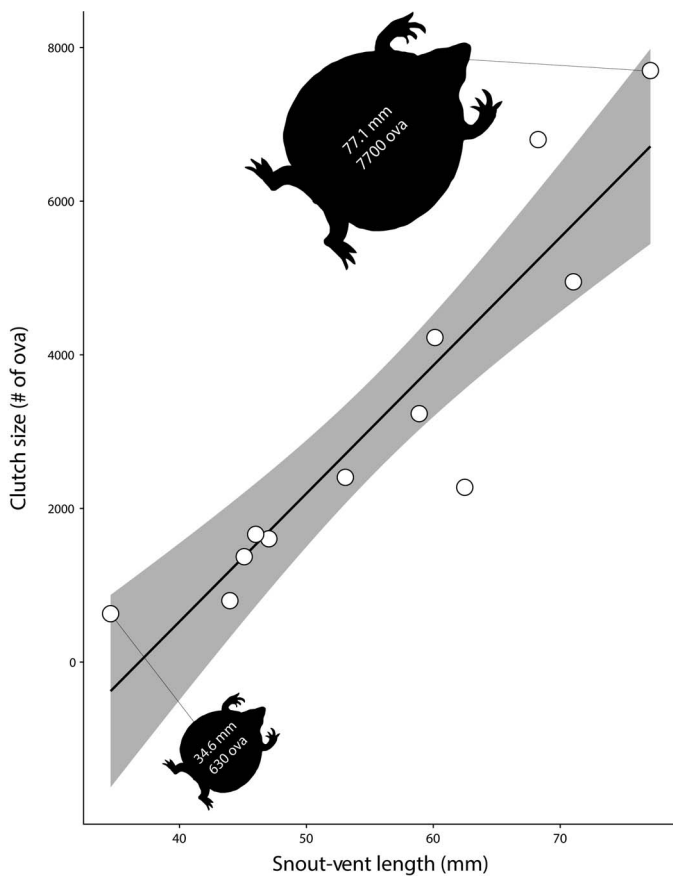 8000
77.1 mm
7700 ova
6000
4000
Clutch size (# of ova)
2000
0
34.6 mm
630 ova
40
50
60
70
Snout-vent length (mm)